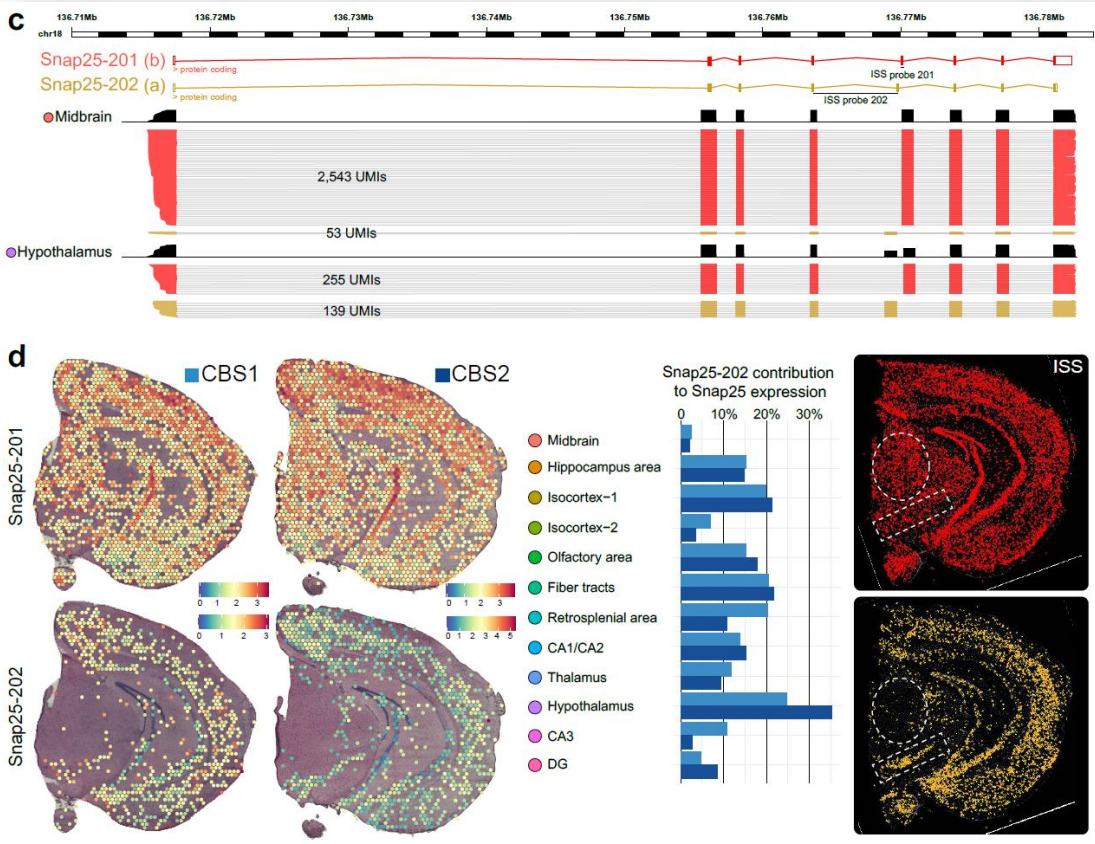 c
136.71Mb 136.72Mb 136.73Mb 136.74Mb 136.75Mb 136.76Mb 136.77Mb 136.78Mb
chr18
Snap25-201 (b)
> protein coding
ISS probe 201
Snap25-202 (a)
> protein coding
ISS probe 202
Midbrain
2,543 UMIs
53 UMIs
Hypothalamus
255 UMIs
139 UMIs
d
CBS1
CBS2
Snap25-201
0 1 2 3
0 1 2 3
Snap25-202
0 1 2 3
0 1 2 3 4 5
Midbrain
Hippocampus area
Isocortex−1
Isocortex−2
Olfactory area
Fiber tracts
Retrosplenial area
CA1/CA2
Thalamus
Hypothalamus
CA3
DG
Snap25-202 contribution
to Snap25 expression
0 10% 20% 30%
ISS